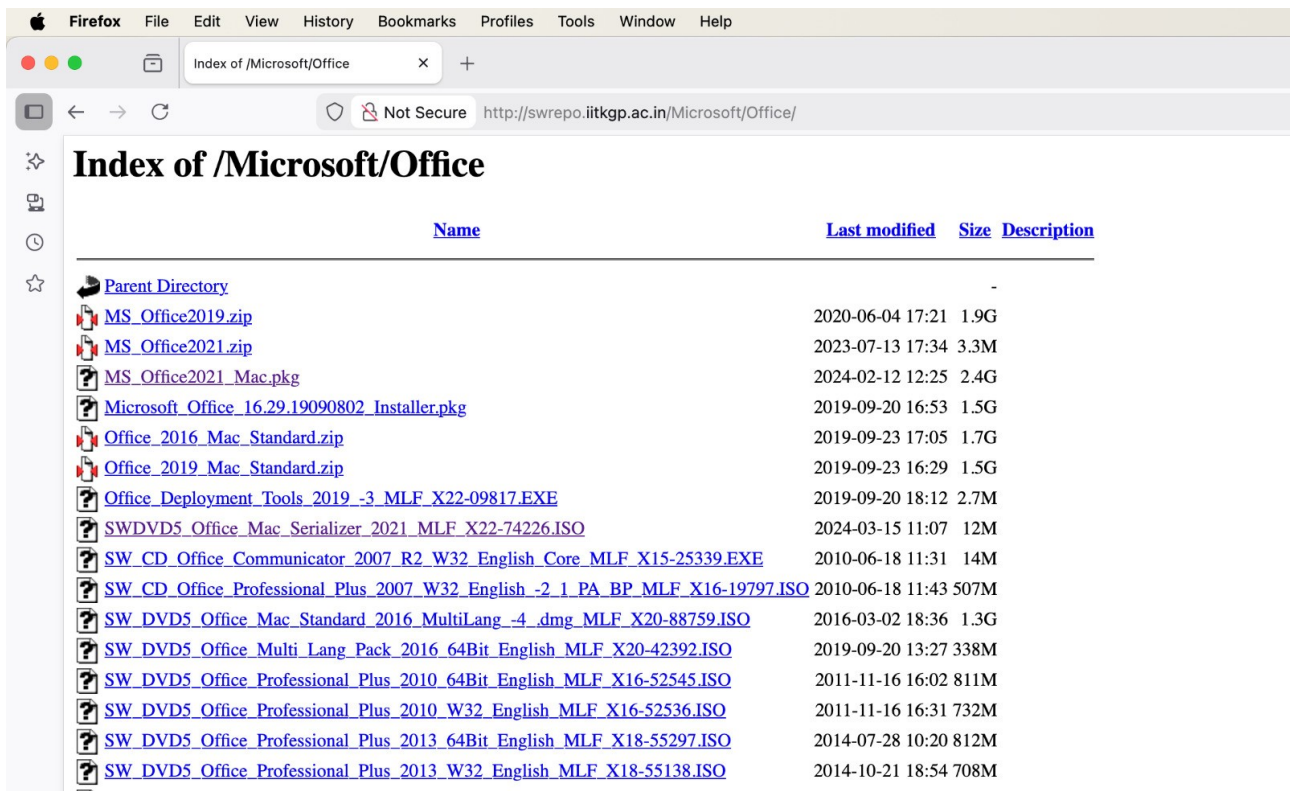 Firefox File Edit View History Bookmarks Profiles Tools Window Help
Index of /Microsoft/Office
Not Secure http://swrepo.iitkgp.ac.in/Microsoft/Office/
Index of /Microsoft/Office
Name Last modified Size Description
Parent Directory -
MS_Office2019.zip 2020-06-04 17:21 1.9G
MS_Office2021.zip 2023-07-13 17:34 3.3M
MS_Office2021_Mac.pkg 2024-02-12 12:25 2.4G
Microsoft_Office_16.29.19090802_Installer.pkg 2019-09-20 16:53 1.5G
Office_2016_Mac_Standard.zip 2019-09-23 17:05 1.7G
Office_2019_Mac_Standard.zip 2019-09-23 16:29 1.5G
Office_Deployment_Tools_2019_-3_MLF_X22-09817.EXE 2019-09-20 18:12 2.7M
SWDVD5_Office_Mac_Serializer_2021_MLF_X22-74226.ISO 2024-03-15 11:07 12M
SW_CD_Office_Communicator_2007_R2_W32_English_Core_MLF_X15-25339.EXE 2010-06-18 11:31 14M
SW_CD_Office_Professional_Plus_2007_W32_English_-2_1_PA_BP_MLF_X16-19797.ISO 2010-06-18 11:43 507M
SW_DVD5_Office_Mac_Standard_2016_MultiLang_-4_.dmg_MLF_X20-88759.ISO 2016-03-02 18:36 1.3G
SW_DVD5_Office_Multi_Lang_Pack_2016_64Bit_English_MLF_X20-42392.ISO 2019-09-20 13:27 338M
SW_DVD5_Office_Professional_Plus_2010_64Bit_English_MLF_X16-52545.ISO 2011-11-16 16:02 811M
SW_DVD5_Office_Professional_Plus_2010_W32_English_MLF_X16-52536.ISO 2011-11-16 16:31 732M
SW_DVD5_Office_Professional_Plus_2013_64Bit_English_MLF_X18-55297.ISO 2014-07-28 10:20 812M
SW_DVD5_Office_Professional_Plus_2013_W32_English_MLF_X18-55138.ISO 2014-10-21 18:54 708M